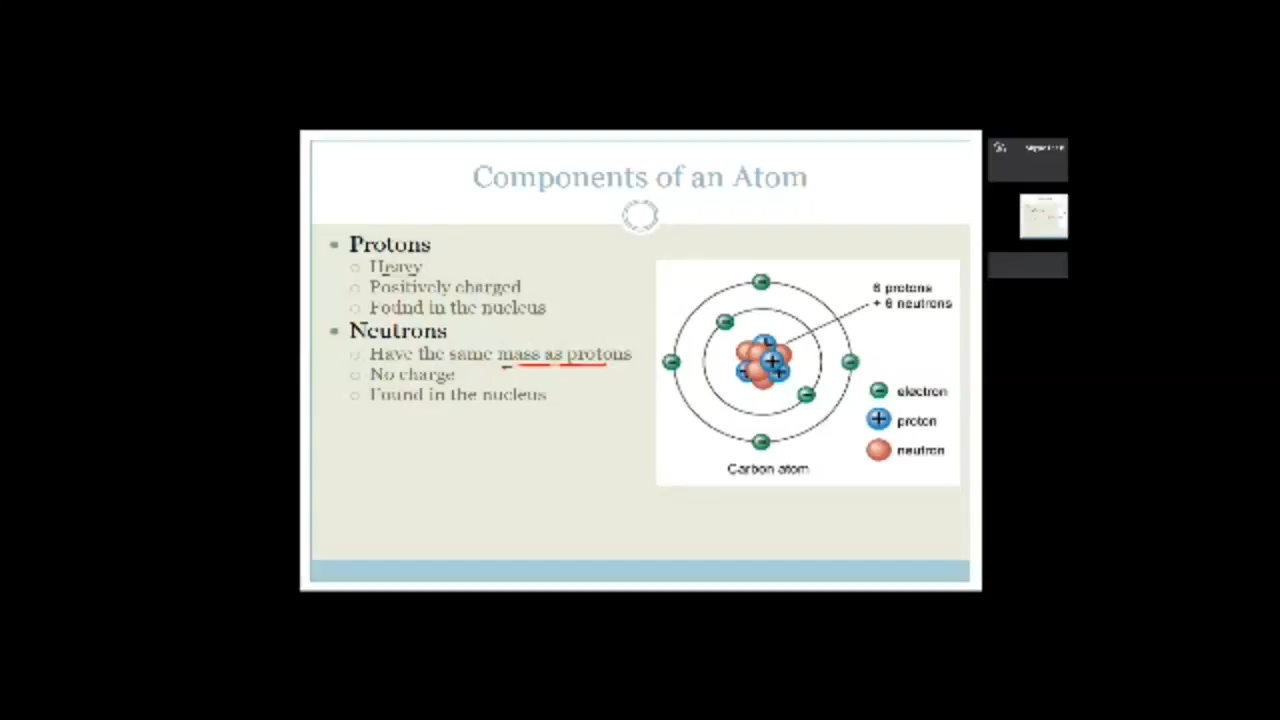 Components of an Atom
Protons
Heavy
Positively charged
Found in the nucleus
Neutrons
Have the same mass as protons
No charge
Found in the nucleus
6 protons
+ 6 neutrons
electron
proton
neutron
Carbon atom